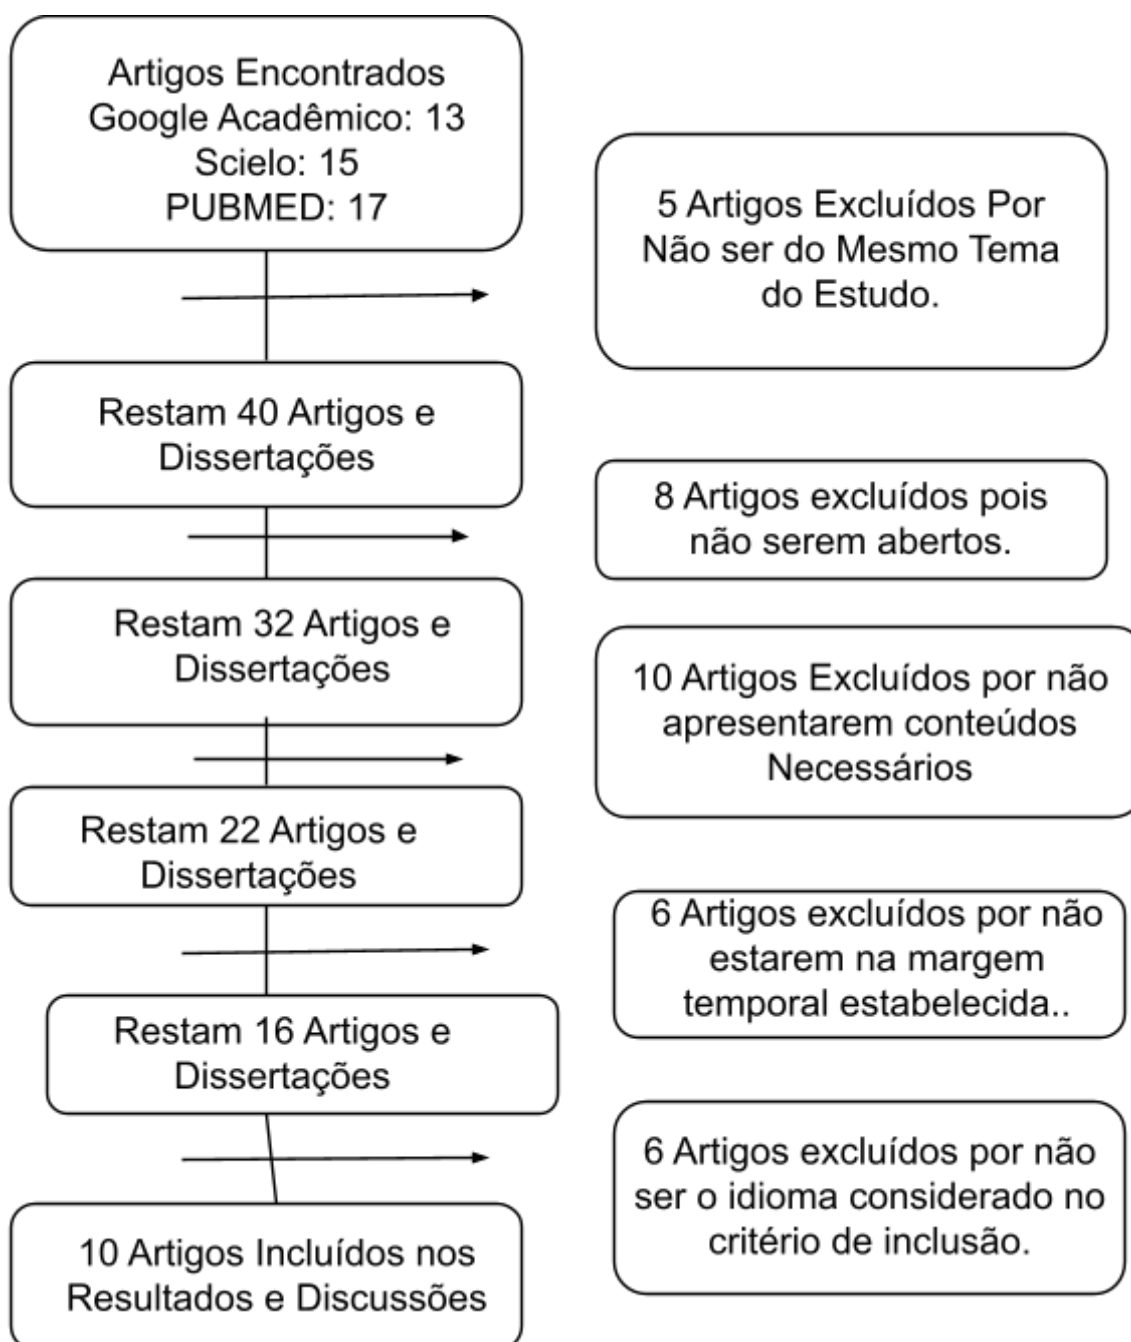 Artigos Encontrados
Google Acadêmico: 13
Scielo: 15
PUBMED: 17
5 Artigos Excluídos Por
Não ser do Mesmo Tema
do Estudo.
Restam 40 Artigos e
Dissertações
8 Artigos excluídos pois
não serem abertos.
Restam 32 Artigos e
Dissertações
10 Artigos Excluídos por não
apresentarem conteúdos
Necessários
Restam 22 Artigos e
Dissertações
6 Artigos excluídos por não
estarem na margem
temporal estabelecida..
Restam 16 Artigos e
Dissertações
6 Artigos excluídos por não
ser o idioma considerado no
critério de inclusão.
10 Artigos Incluídos nos
Resultados e Discussões